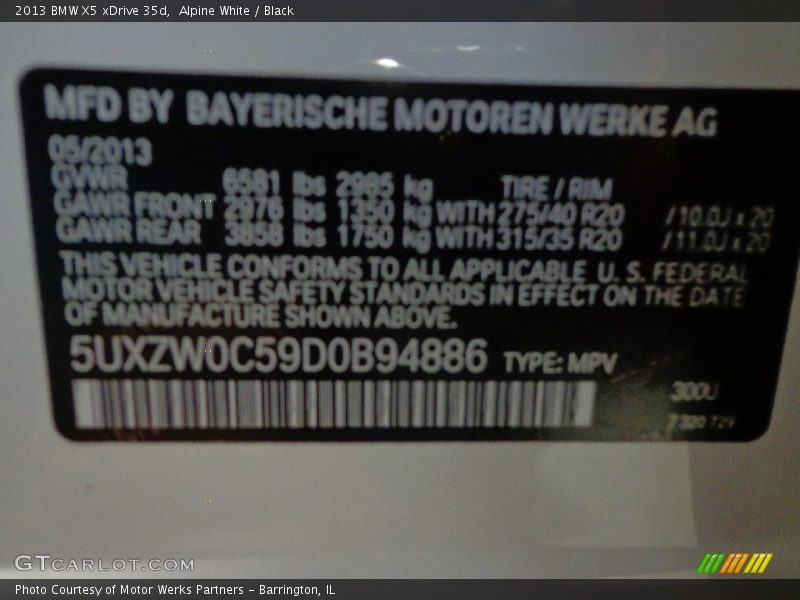 2013 BMW X5 xDrive 35d,  Alpine White / Black
MFD BY BAYERISCHE MOTOREN WERKE AG
05/2013
GVWR 6581 lbs 2985 kg TIRE / RIM
GAWR FRONT 2976 lbs 1350 kg WITH 275/40 R20 /10.0J x 20
GAWR REAR 3858 lbs 1750 kg WITH 315/35 R20 /11.0J x 20
THIS VEHICLE CONFORMS TO ALL APPLICABLE U. S. FEDERAL
MOTOR VEHICLE SAFETY STANDARDS IN EFFECT ON THE DATE
OF MANUFACTURE SHOWN ABOVE.
5UXZW0C59D0B94886 TYPE: MPV
300U
GTCARLOT.COM
Photo Courtesy of Motor Werks Partners - Barrington, IL